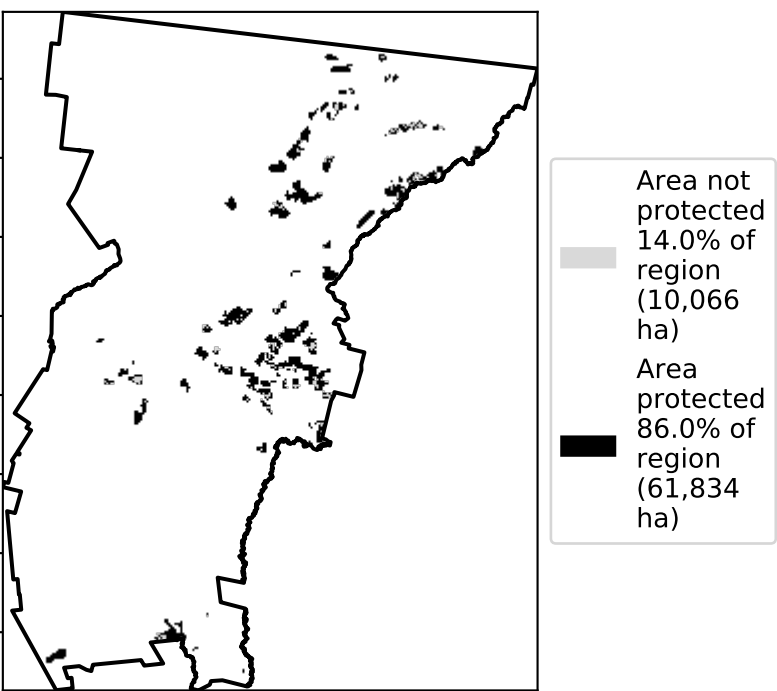 Area not
protected
14.0% of
region
(10,066
ha)
Area
protected
86.0% of
region
(61,834
ha)